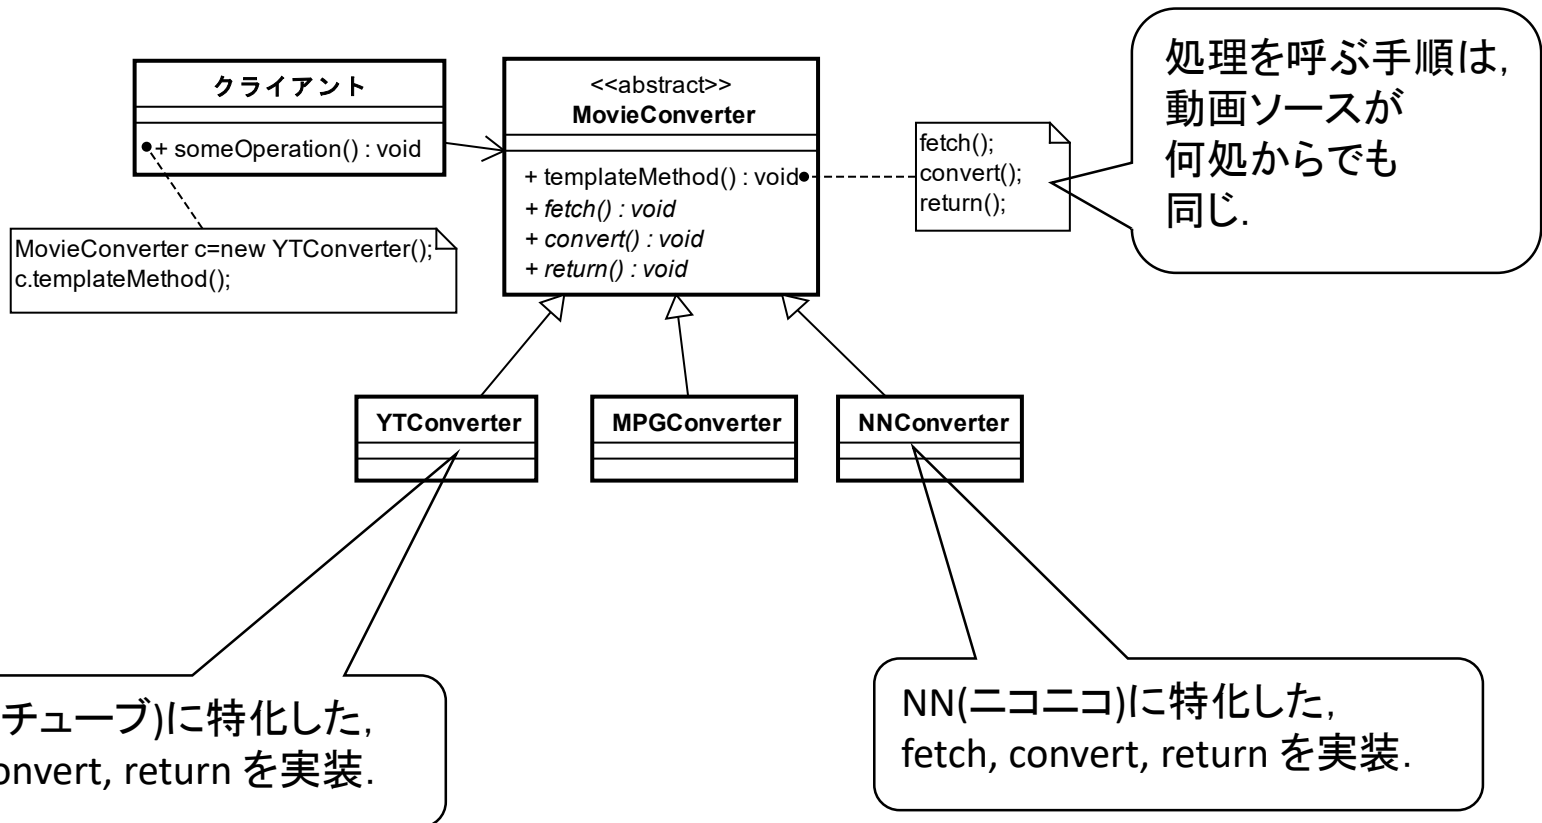 クライアント
+ someOperation() : void
MovieConverter c=new YTConverter();
c.templateMethod();
<<abstract>>
MovieConverter
+ templateMethod() : void
+ fetch() : void
+ convert() : void
+ return() : void
fetch();
convert();
return();
処理を呼ぶ手順は,
動画ソースが
何処からでも
同じ.
YTConverter
MPGConverter
NNConverter
チューブ)に特化した,
onvert, return を実装.
NN(ニコニコ)に特化した,
fetch, convert, return を実装.